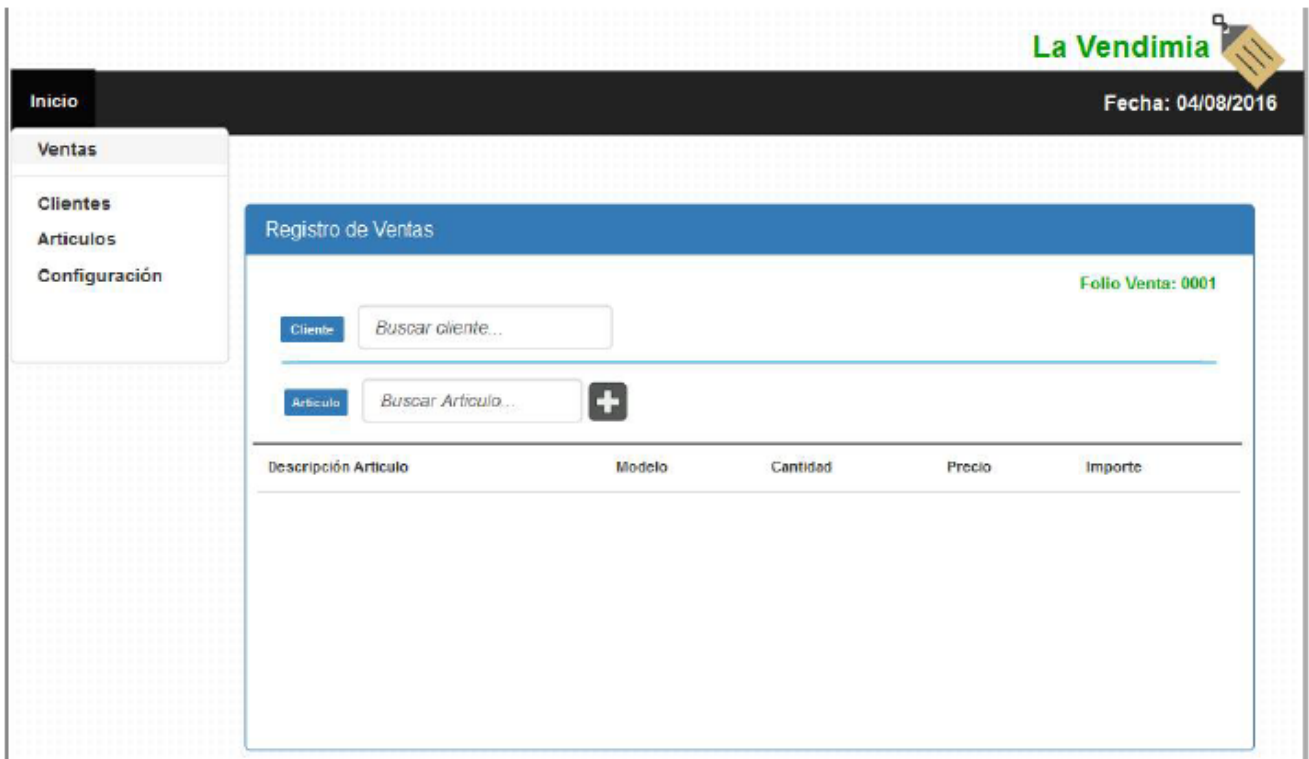 La Vendimia
Inicio
Fecha: 04/08/2016
Ventas
Clientes
Articulos
Configuración
Registro de Ventas
Folio Venta: 0001
Cliente
Buscar cliente...
Articulo
Buscar Articulo...
Descripción Articulo Modelo Cantidad Precio Importe